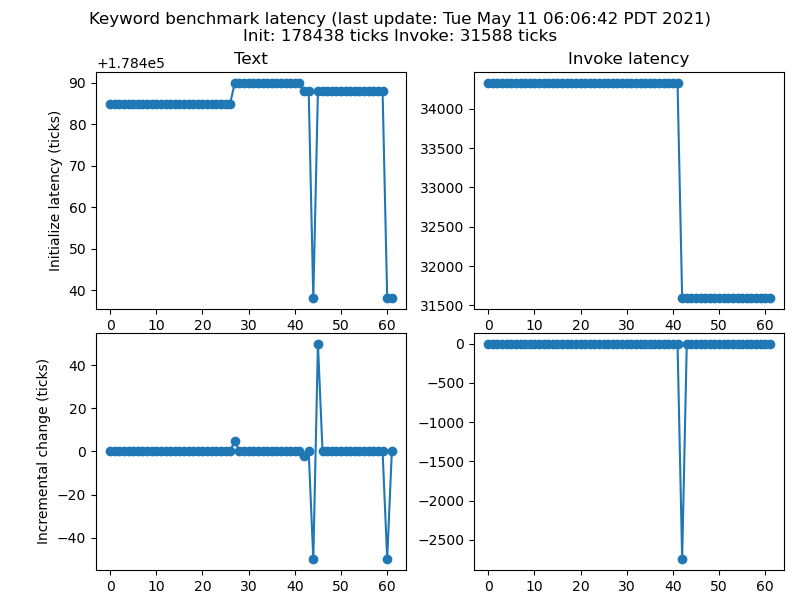 Keyword benchmark latency (last update: Tue May 11 06:06:42 PDT 2021)
Init: 178438 ticks Invoke: 31588 ticks
Text
+1.784e5
Initialize latency (ticks)
90
80
70
60
50
40
0 10 20 30 40 50 60
Invoke latency
34000
33500
33000
32500
32000
31500
0 10 20 30 40 50 60
Incremental change (ticks)
40
20
0
−20
−40
0 10 20 30 40 50 60
0
−500
−1000
−1500
−2000
−2500
0 10 20 30 40 50 60